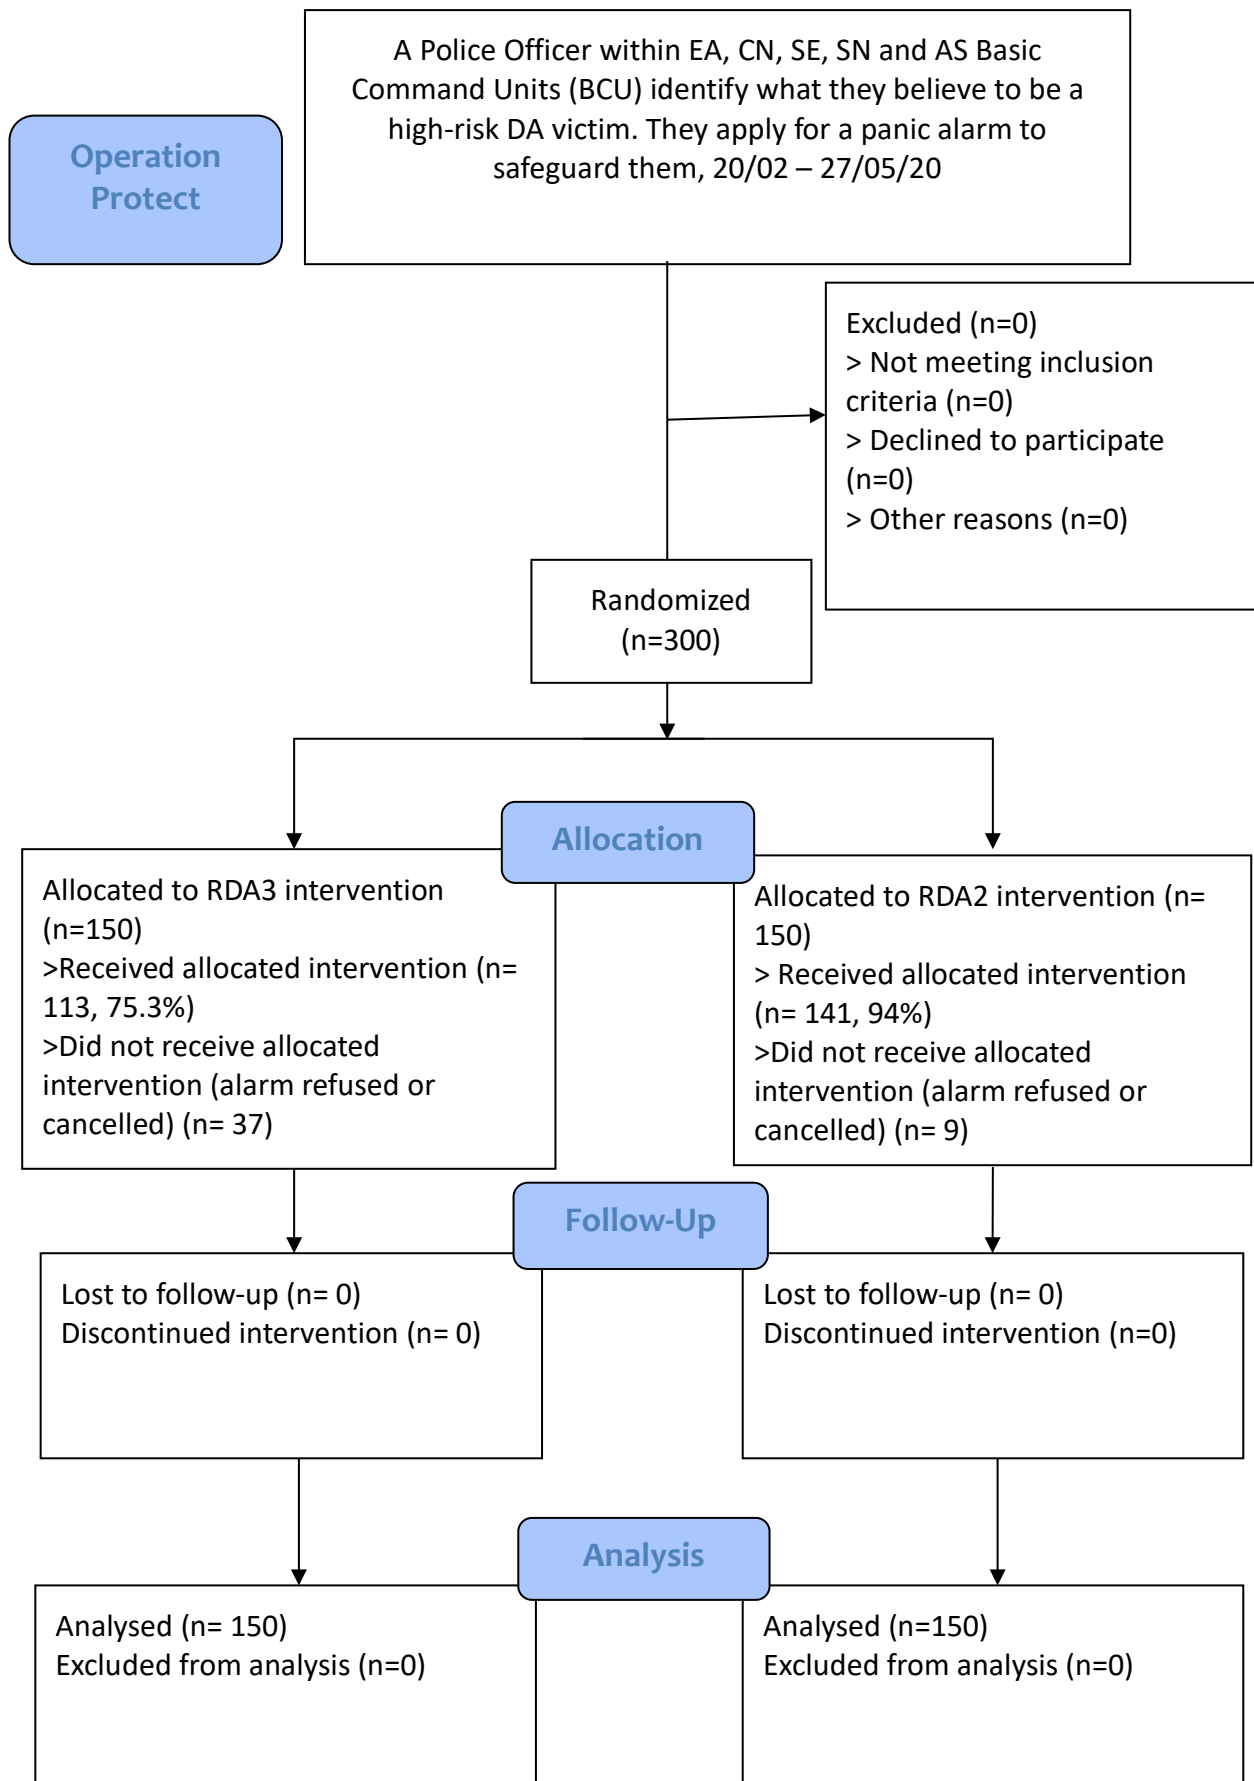 A Police Officer within EA, CN, SE, SN and AS Basic
Command Units (BCU) identify what they believe to be a
high-risk DA victim. They apply for a panic alarm to
safeguard them, 20/02 – 27/05/20
Operation
Protect
Excluded (n=0)
> Not meeting inclusion
criteria (n=0)
> Declined to participate
(n=0)
> Other reasons (n=0)
Randomized
(n=300)
Allocation
Allocated to RDA3 intervention
(n=150)
>Received allocated intervention (n=
113, 75.3%)
>Did not receive allocated
intervention (alarm refused or
cancelled) (n= 37)
Allocated to RDA2 intervention (n=
150)
> Received allocated intervention
(n= 141, 94%)
>Did not receive allocated
intervention (alarm refused or
cancelled) (n= 9)
Follow-Up
Lost to follow-up (n= 0)
Discontinued intervention (n= 0)
Lost to follow-up (n= 0)
Discontinued intervention (n=0)
Analysis
Analysed (n= 150)
Excluded from analysis (n=0)
Analysed (n=150)
Excluded from analysis (n=0)